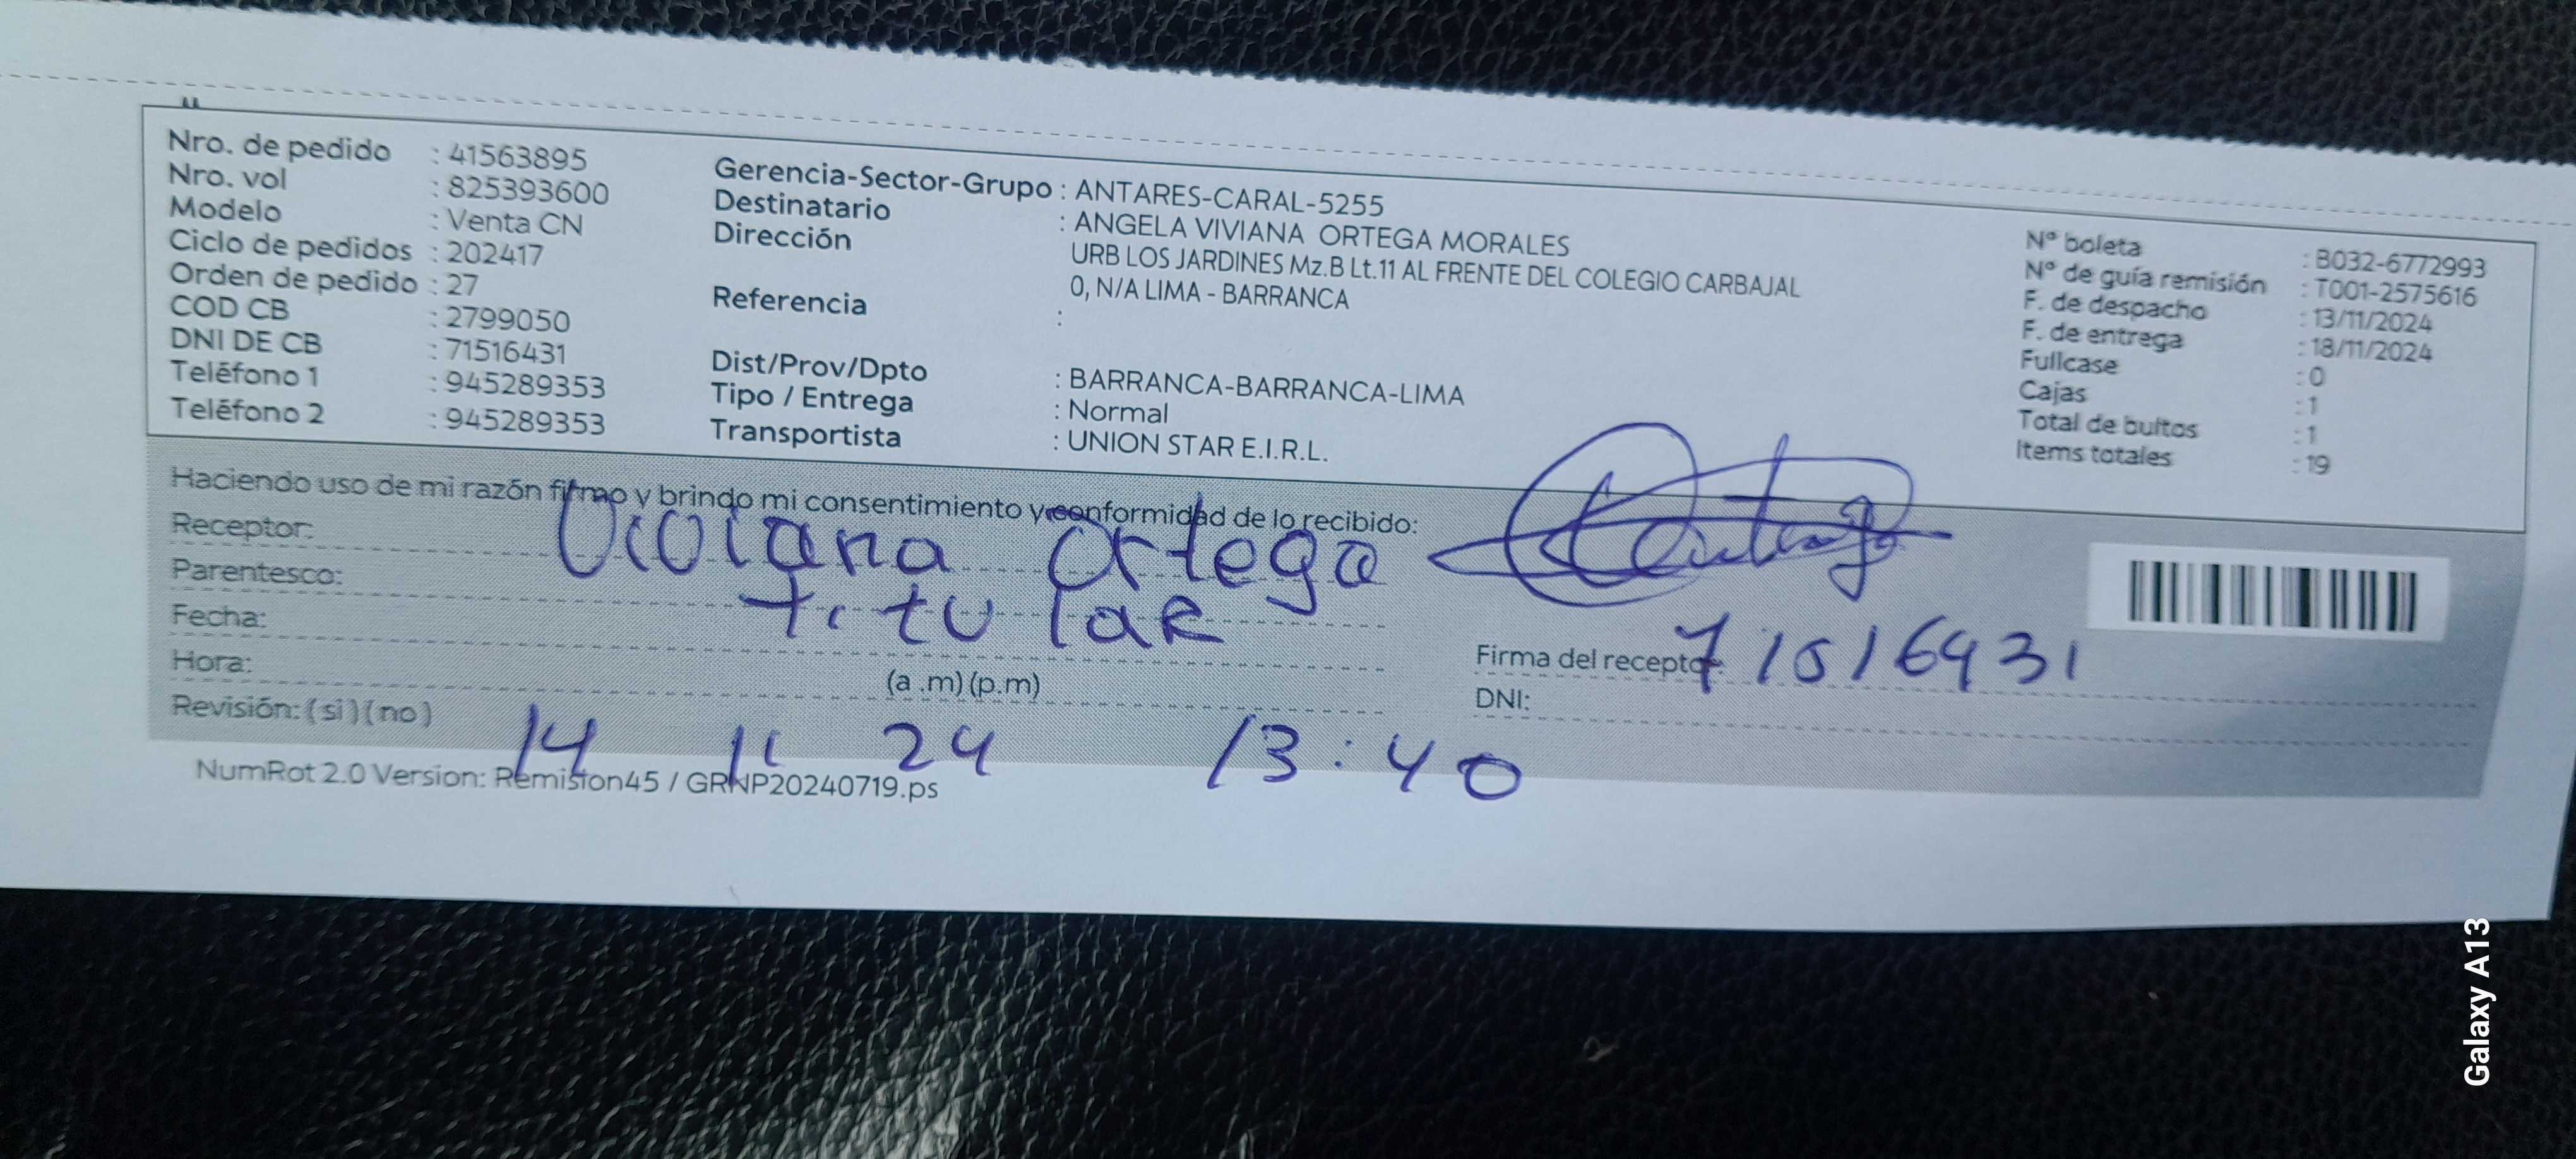 Nro. de pedido : 41563895
Nro. vol : 825393600
Modelo : Venta CN
Ciclo de pedidos : 202417
Orden de pedido : 27
COD CB : 2799050
DNI DE CB : 71516431
Teléfono 1 : 945289353
Teléfono 2 : 945289353
Gerencia-Sector-Grupo : ANTARES-CARAL-5255
Destinatario : ANGELA VIVIANA ORTEGA MORALES
Dirección URB LOS JARDINES Mz.B Lt.11 AL FRENTE DEL COLEGIO CARBAJAL
0, N/A LIMA - BARRANCA
Referencia :
Dist/Prov/Dpto : BARRANCA-BARRANCA-LIMA
Tipo / Entrega : Normal
Transportista : UNION STAR E.I.R.L.
Nº boleta : B032-6772993
Nº de guía remisión : T001-2575616
F. de despacho : 13/11/2024
F. de entrega : 18/11/2024
Fullcase : 0
Cajas : 1
Total de bultos : 1
Items totales : 19
Haciendo uso de mi razón firmo y brindo mi consentimiento y conformidad de lo recibido:
Receptor: Viviana Ortega
Parentesco: titular
Fecha:
Hora: (a .m) (p.m)
Revisión: (si) (no)
14 11 24 13:40
Firma del receptor:
71516431
DNI:
NumRot 2.0 Version: Remision45 / GRNP20240719.ps
Galaxy A13